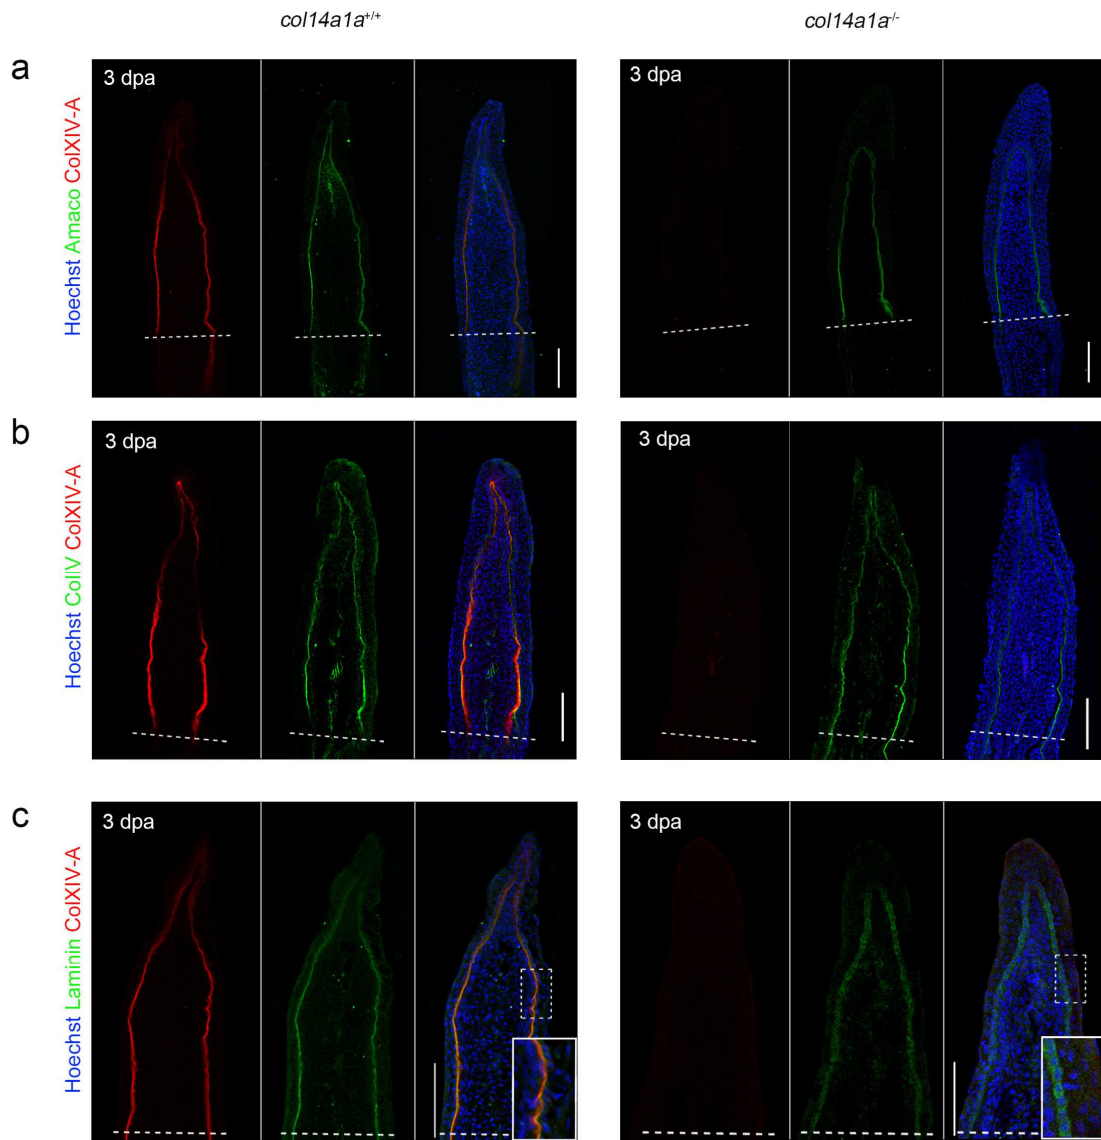 col14a1a+/+ col14a1a-/-
a
3 dpa 3 dpa
Hoechst Amaco ColXIV-A
b
3 dpa 3 dpa
Hoechst ColIV ColXIV-A
c
3 dpa 3 dpa
Hoechst Laminin ColXIV-A